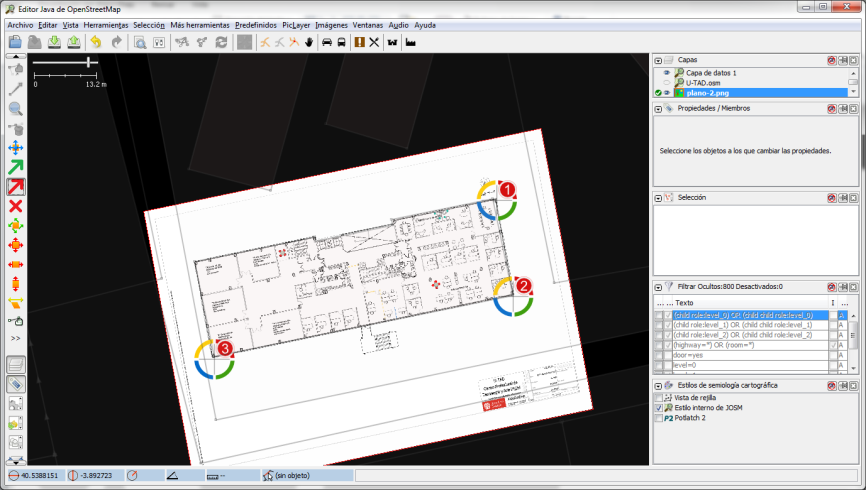 Editor Java de OpenStreetMap
Archivo Editar Vista Herramientas Selección Más herramientas Predefinidos PicLayer Imágenes Ventanas Audio Ayuda
0 13.2 m
1
2
3
>>
Capas
Capa de datos 1
U-TAD.osm
plano-2.png
Propiedades / Miembros
Seleccione los objetos a los que cambiar las propiedades.
Selección
Filtrar Ocultos:800 Desactivados:0
... ... Texto I ...
(child role:level_0) OR (child child role:level_0) A
(child role:level_1) OR (child child role:level_1) A
(child role:level_2) OR (child child role:level_2) A
(highway=*) OR (room=*) A
door=yes A
level=0 A
Estilos de semiología cartográfica
Vista de rejilla
Estilo interno de JOSM
P2 Potlatch 2
40.5388151 -3.892723 -- (sin objeto)